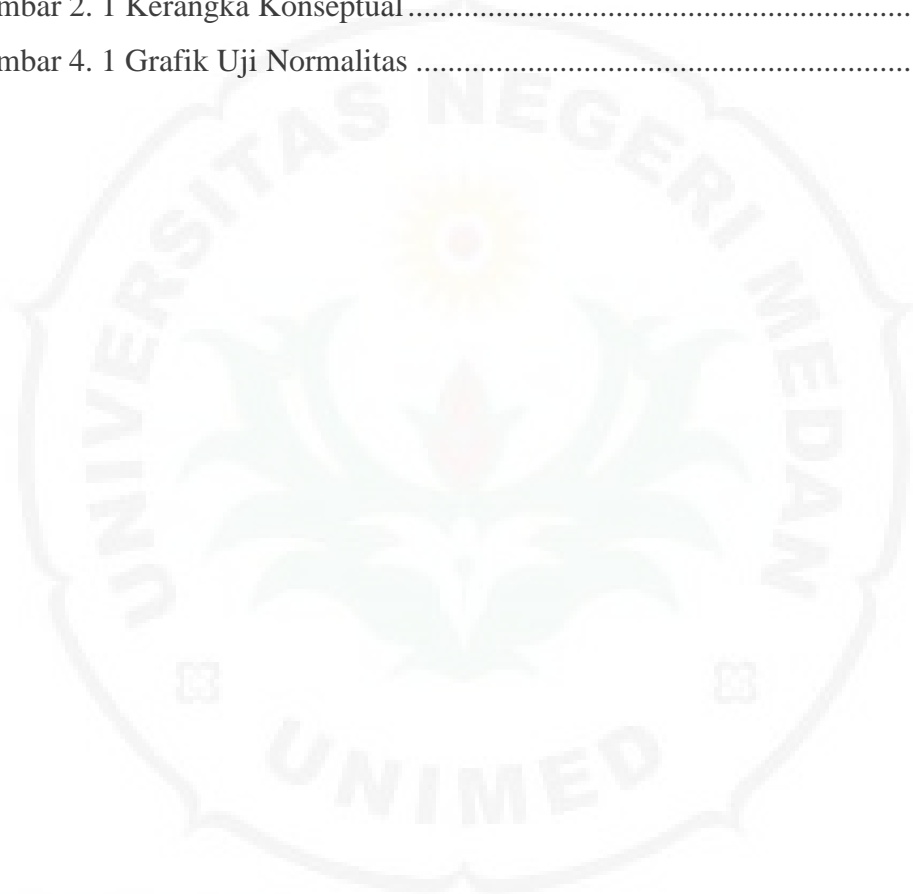 mbar 2. 1 Kerangka Konseptual................................................................
mbar 4. 1 Grafik Uji Normalitas ...............................................................
UNIVERSITAS NEGERI MEDAN
UNIMED